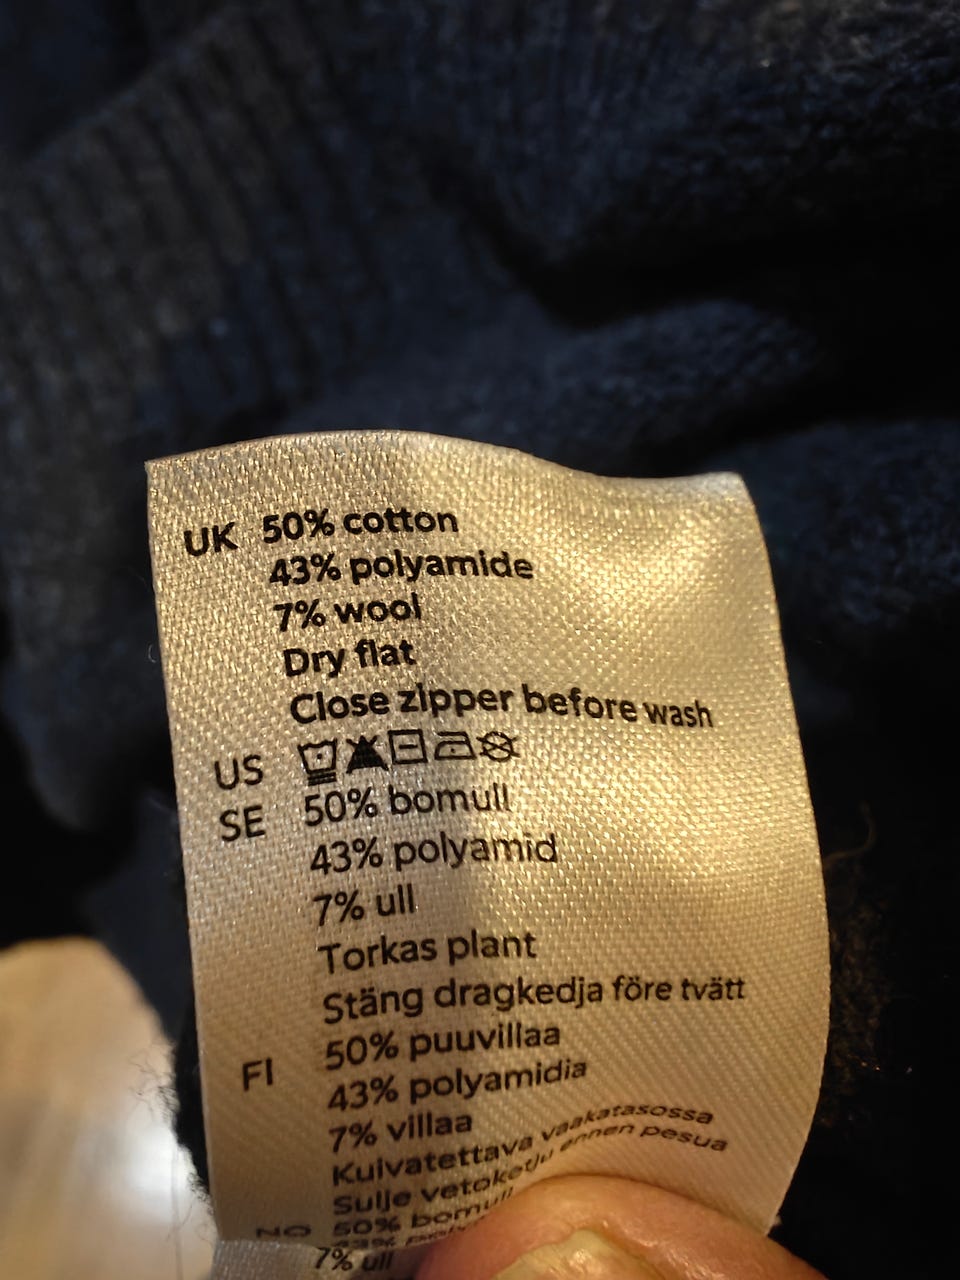 UK 50% cotton
43% polyamide
7% wool
Dry flat
Close zipper before wash
US
SE 50% bomull
43% polyamid
7% ull
Torkas plant
Stäng dragkedja före tvätt
FI 50% puuvillaa
43% polyamidia
7% villaa
Kuivatettava vaakatasossa
Sulje vetoketju ennen pesua
NO 50% bomull
43%
7% ull